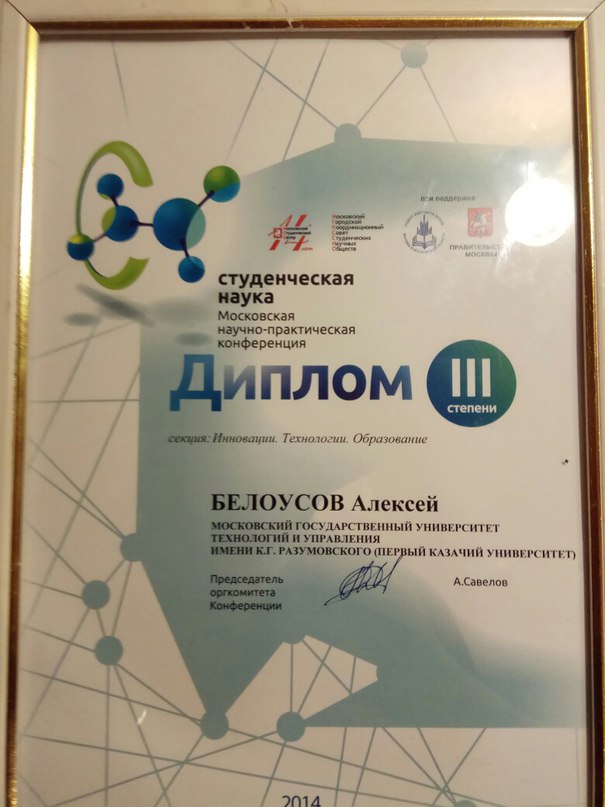 при поддержке
Московский
Городской
Координационный
Совет
Студенческих
Научных
Обществ
ПРАВИТЕЛЬСТВО
МОСКВЫ
студенческая
наука
Московская
научно-практическая
конференция
Диплом III
степени
секция: Инновации. Технологии. Образование
БЕЛОУСОВ Алексей
МОСКОВСКИЙ ГОСУДАРСТВЕННЫЙ УНИВЕРСИТЕТ
ТЕХНОЛОГИЙ И УПРАВЛЕНИЯ
ИМЕНИ К.Г. РАЗУМОВСКОГО (ПЕРВЫЙ КАЗАЧИЙ УНИВЕРСИТЕТ)
Председатель
оргкомитета
Конференции
А.Савелов
2014